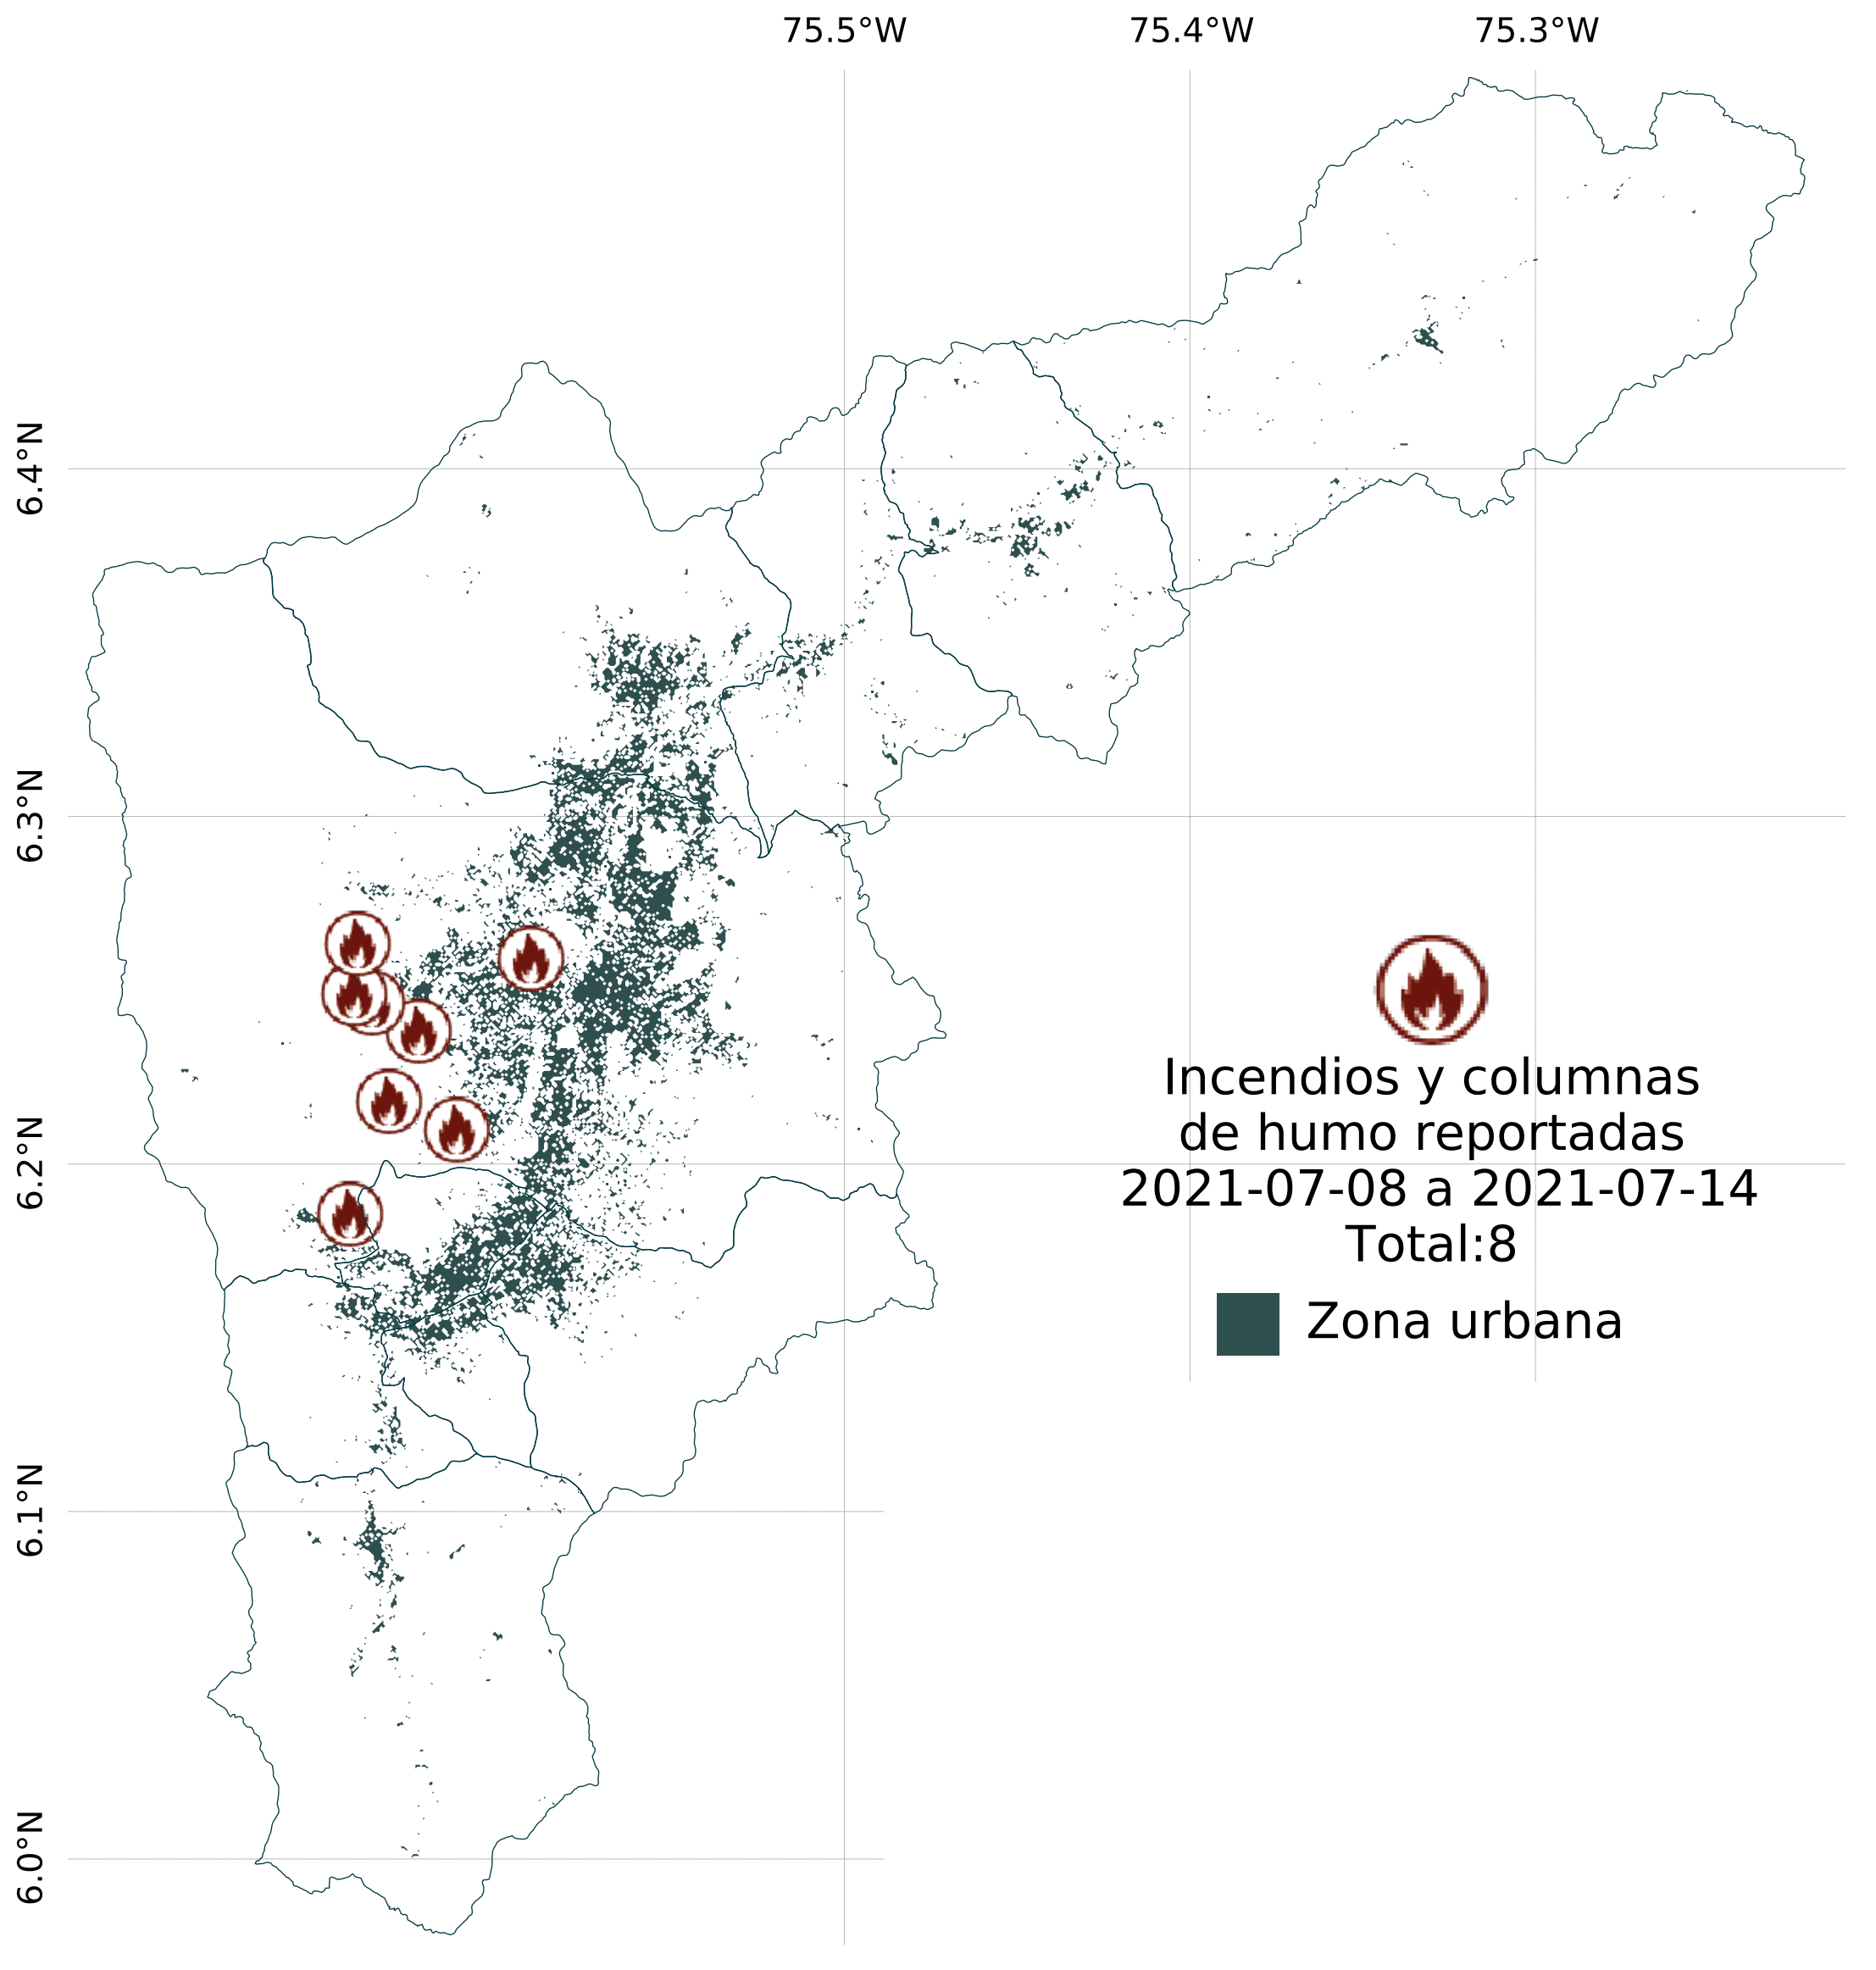 75.5°W 75.4°W 75.3°W
6.4°N
6.3°N
6.2°N
6.1°N
6.0°N
Incendios y columnas
de humo reportadas
2021-07-08 a 2021-07-14
Total:8
Zona urbana